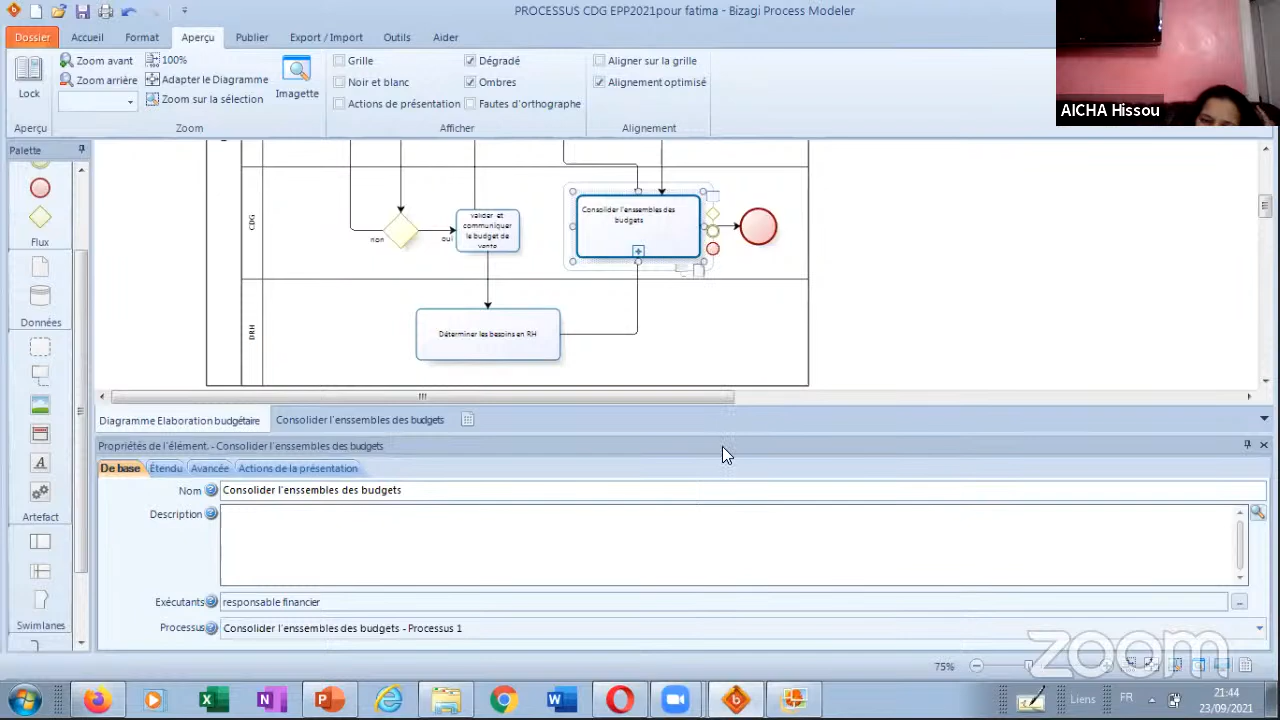 PROCESSUS CDG EPP2021pour fatima - Bizagi Process Modeler
Dossier
Accueil
Format
Aperçu
Publier
Export / Import
Outils
Aider
Lock
Aperçu
Zoom avant
100%
Zoom arrière
Adapter le Diagramme
Zoom sur la sélection
Zoom
Imagette
Grille
Dégradé
Noir et blanc
Ombres
Actions de présentation
Fautes d'orthographe
Afficher
Aligner sur la grille
Alignement optimisé
Alignement
AICHA Hissou
Palette
Flux
Données
Artefact
Swimlanes
CDG
non
oui
valider et
communiquer
le budget de
vente
Consolider l'enssembles des
budgets
DRH
Déterminer les besoins en RH
Diagramme Elaboration budgétaire
Consolider l'enssembles des budgets
Propriétés de l'élément. - Consolider l'enssembles des budgets
De base
Étendu
Avancée
Actions de la présentation
Nom
Consolider l'enssembles des budgets
Description
Exécutants
responsable financier
Processus
Consolider l'enssembles des budgets - Processus 1
zoom
75%
Liens
FR
21:44
23/09/2021